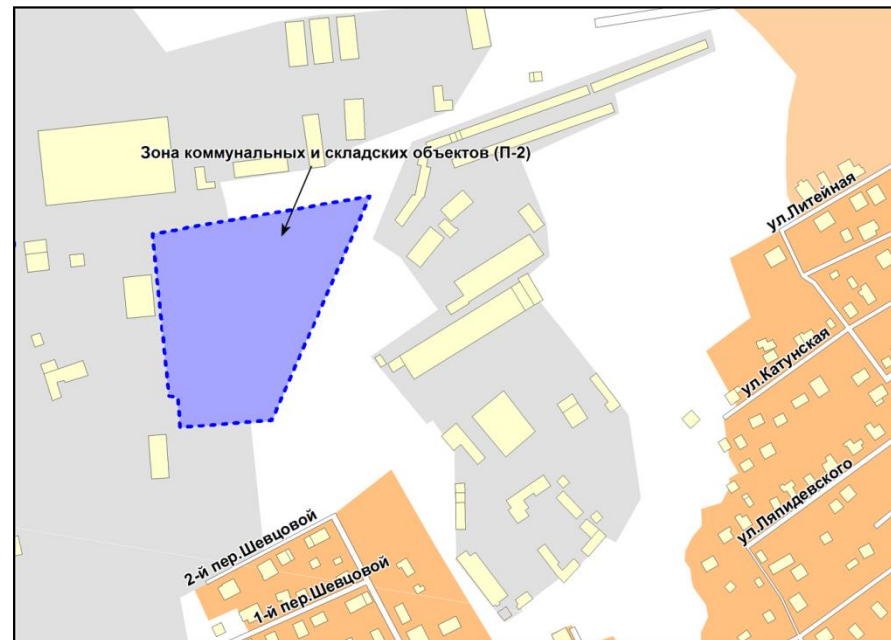 Зона коммунальных и складских объектов (П-2)
ул.Литейная
ул.Катунская
ул.Ляпидевского
2-й пер.Шевцовой
1-й пер.Шевцовой